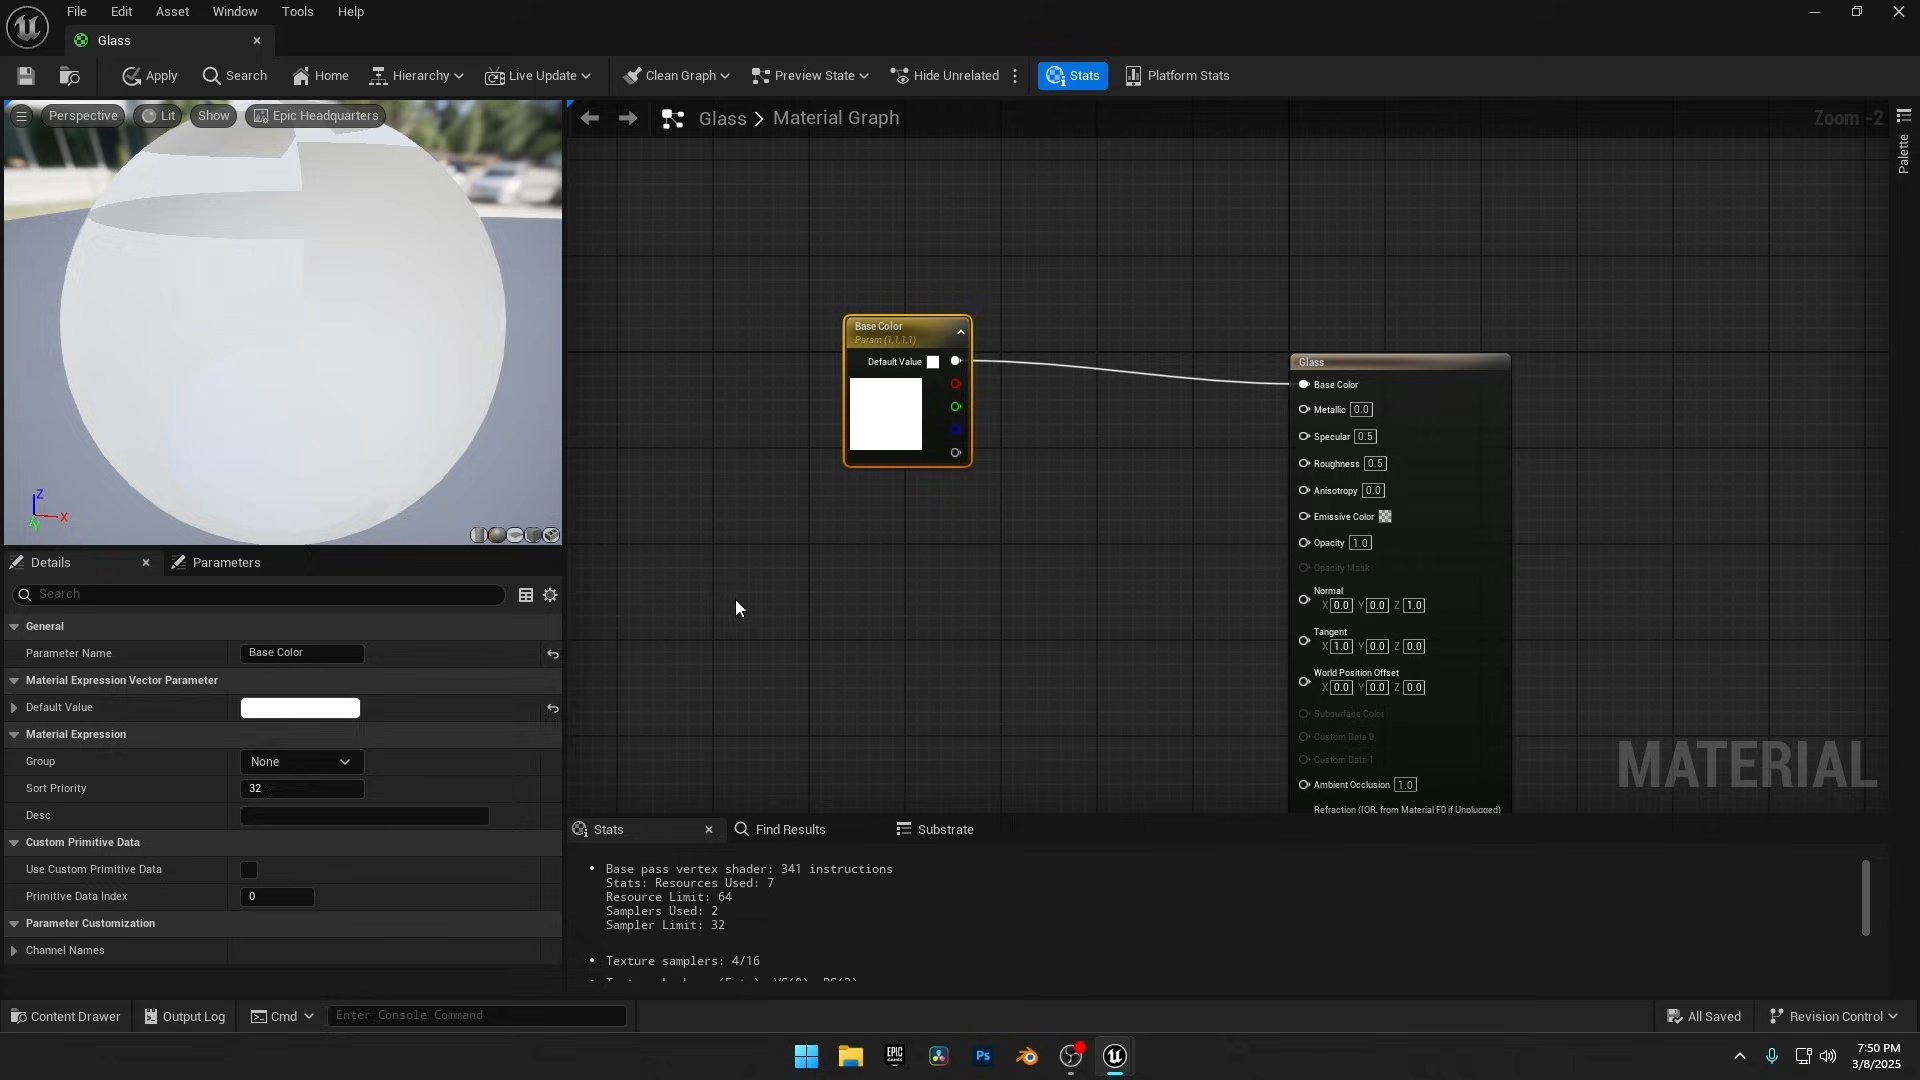 File Edit Asset Window Tools Help
Glass
Apply Search Home Hierarchy Live Update Clean Graph Preview State Hide Unrelated Stats Platform Stats
Perspective Lit Show Epic Headquarters
Glass > Material Graph
Zoom -2
Palette
Base Color
Param (1,1,1,1)
Default Value
Glass
Base Color
Metallic 0.0
Specular 0.5
Roughness 0.5
Anisotropy 0.0
Emissive Color
Opacity 1.0
Opacity Mask
Normal
X 0.0 Y 0.0 Z 1.0
Tangent
X 1.0 Y 0.0 Z 0.0
World Position Offset
X 0.0 Y 0.0 Z 0.0
Subsurface Color
Custom Data 0
Custom Data 1
Ambient Occlusion 1.0
Refraction (IOR, from Material F0 if Unplugged)
MATERIAL
Z
X
Y
Details Parameters
Search
General
Parameter Name Base Color
Material Expression Vector Parameter
Default Value
Material Expression
Group None
Sort Priority 32
Desc
Custom Primitive Data
Use Custom Primitive Data
Primitive Data Index 0
Parameter Customization
Channel Names
Stats Find Results Substrate
• Base pass vertex shader: 341 instructions
Stats: Resources Used: 7
Resource Limit: 64
Samplers Used: 2
Sampler Limit: 32
• Texture samplers: 4/16
Content Drawer Output Log Cmd Enter Console Command All Saved Revision Control
EPIC GAMES
Ps
7:50 PM
3/8/2025